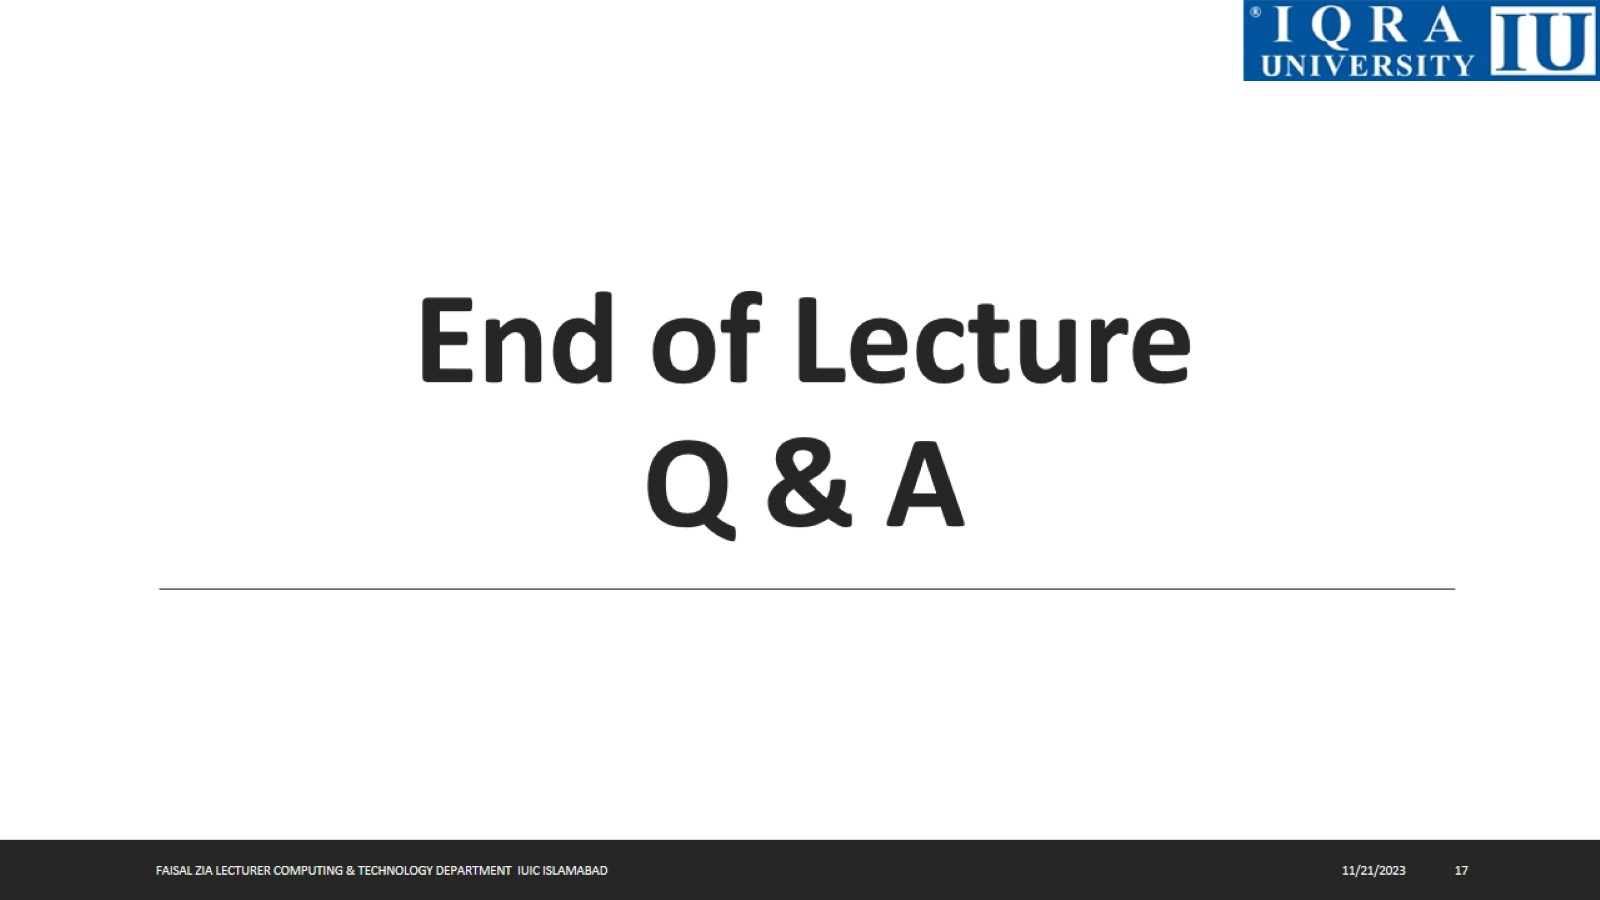 ® IQRA
UNIVERSITY
IU
End of Lecture
Q & A
FAISAL ZIA LECTURER COMPUTING & TECHNOLOGY DEPARTMENT IUIC ISLAMABAD
11/21/2023
17